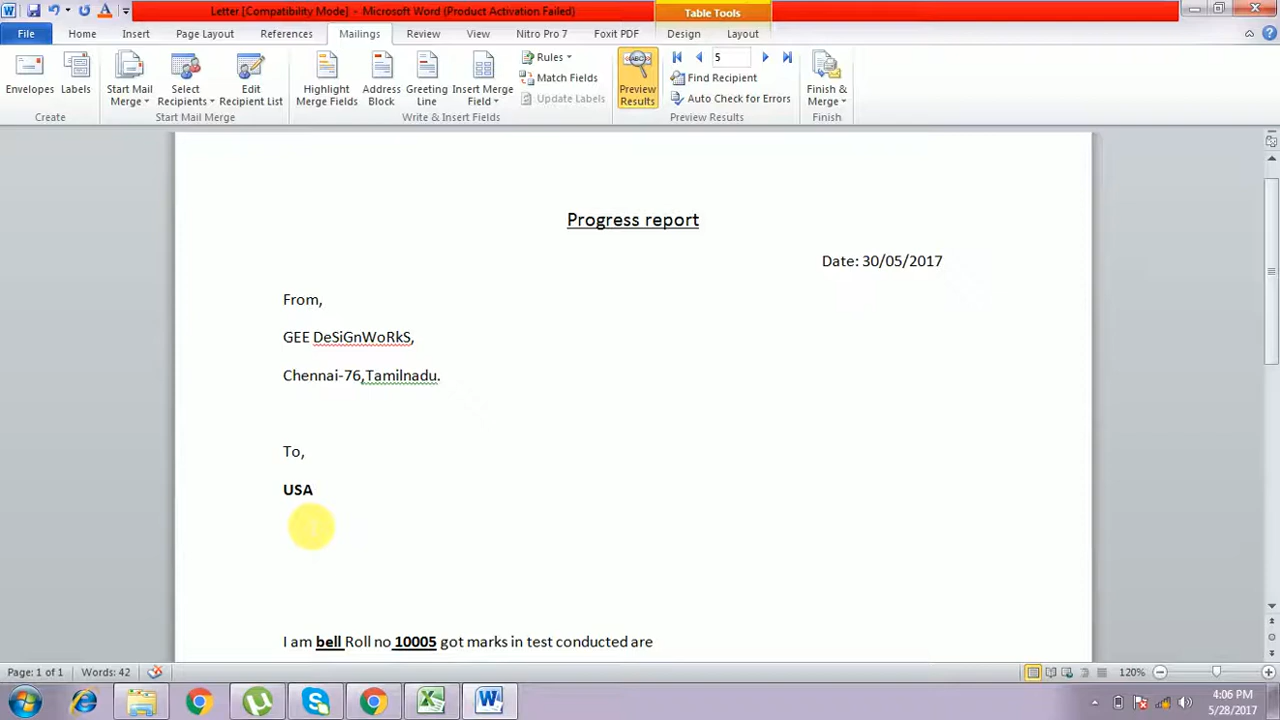 Letter [Compatibility Mode] - Microsoft Word (Product Activation Failed)
Table Tools
File Home Insert Page Layout References Mailings Review View Nitro Pro 7 Foxit PDF Design Layout
Envelopes Labels Start Mail Merge Select Recipients Edit Recipient List Highlight Merge Fields Address Block Greeting Line Insert Merge Field
Rules
Match Fields
Update Labels
ABC
Preview Results
5
Find Recipient
Auto Check for Errors
Finish & Merge
Create Start Mail Merge Write & Insert Fields Preview Results Finish
Progress report
Date: 30/05/2017
From,
GEE DeSiGnWoRkS,
Chennai-76,Tamilnadu.
To,
USA
I am bell Roll no 10005 got marks in test conducted are
Page: 1 of 1 Words: 42 120%
4:06 PM
5/28/2017